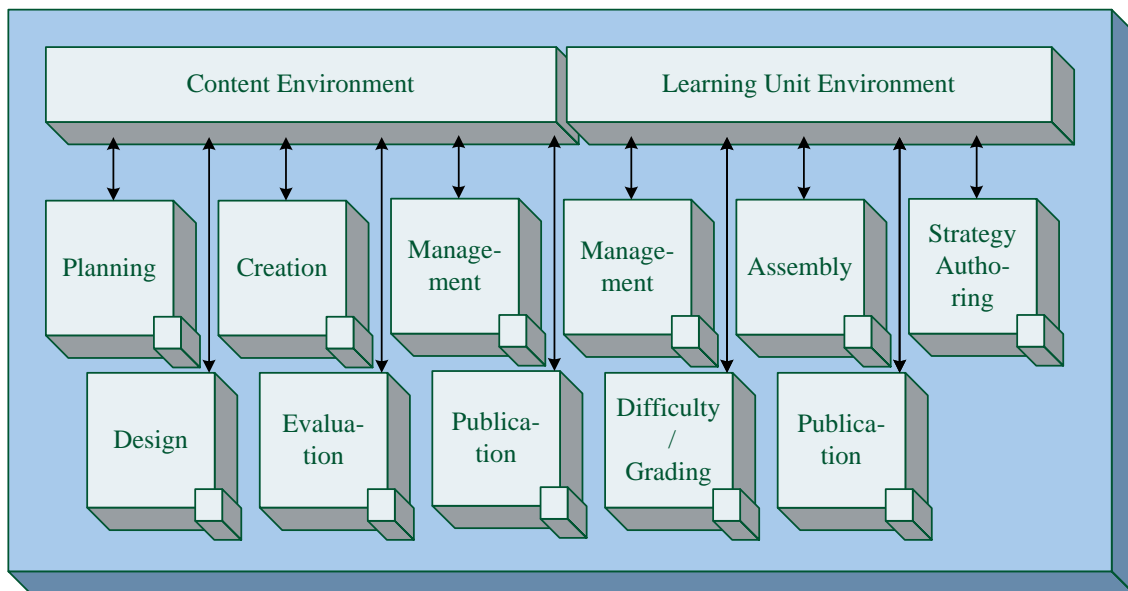 Content Environment
Learning Unit Environment
Planning
Creation
Manage-
ment
Manage-
ment
Assembly
Strategy
Autho-
ring
Design
Evalua-
tion
Publica-
tion
Difficulty
/
Grading
Publica-
tion